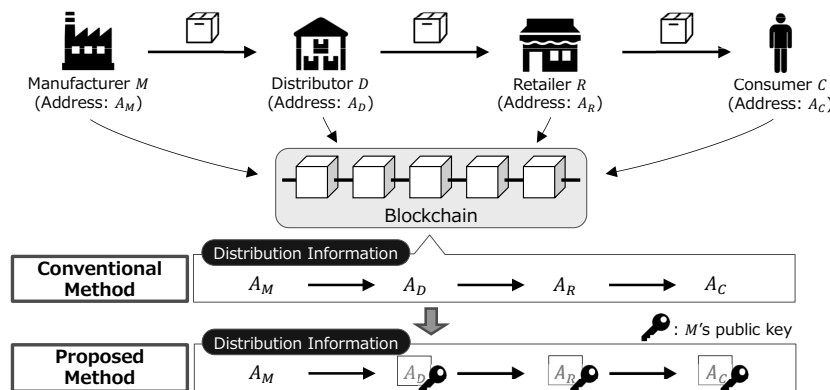 Manufacturer M
(Address: A_M)
Distributor D
(Address: A_D)
Retailer R
(Address: A_R)
Consumer C
(Address: A_C)
Blockchain
Distribution Information
Conventional
Method
A_M
A_D
A_R
A_C
: M's public key
Distribution Information
Proposed
Method
A_M
A_D
A_R
A_C